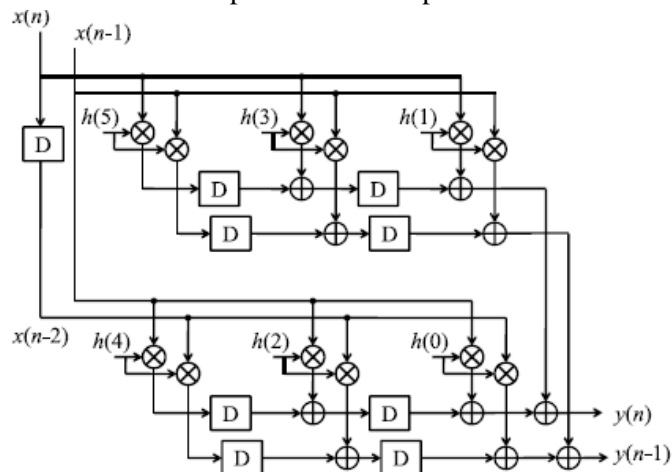 x(n)
x(n-1)
h(5)
h(3)
h(1)
D
D
D
D
D
x(n-2)
h(4)
h(2)
h(0)
D
D
y(n)
D
D
y(n-1)